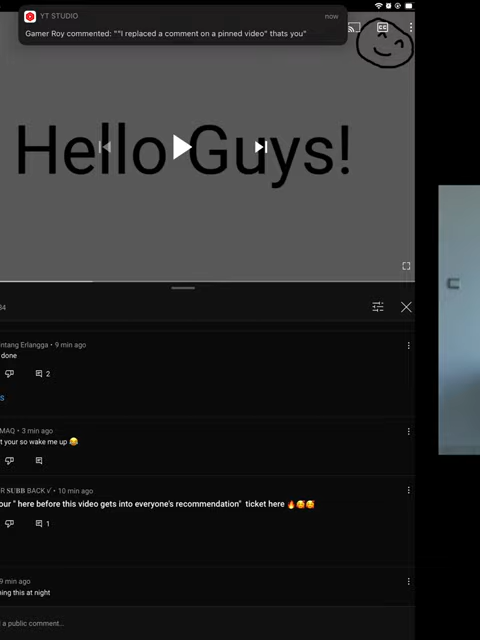 YT STUDIO
now
Gamer Roy commented: ""I replaced a comment on a pinned video" thats you"
Hello Guys!
34
ntang Erlangga • 9 min ago
done
2
S
MAQ • 3 min ago
t your so wake me up 😂
R SUBB BACK √ • 10 min ago
our " here before this video gets into everyone's recommendation" ticket here 🔥🥰🥰
1
9 min ago
ning this at night
a public comment...